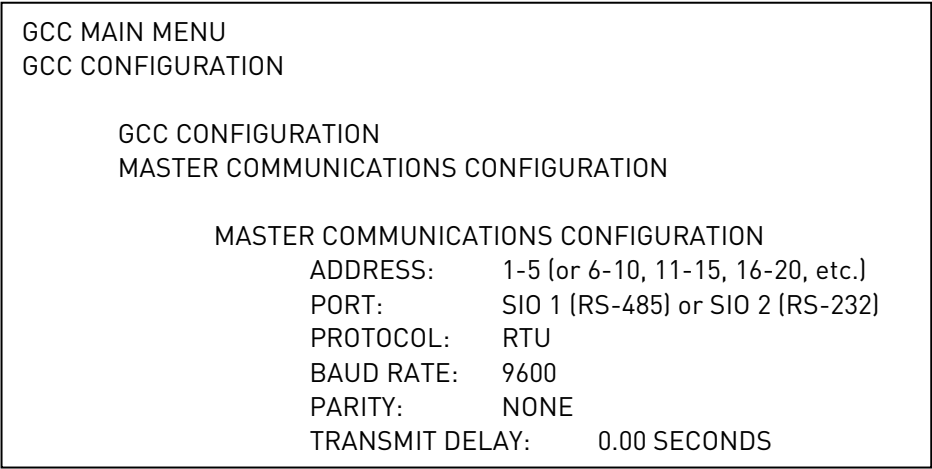 GCC MAIN MENU
GCC CONFIGURATION
GCC CONFIGURATION
MASTER COMMUNICATIONS CONFIGURATION
MASTER COMMUNICATIONS CONFIGURATION
ADDRESS: 1-5 (or 6-10, 11-15, 16-20, etc.)
PORT: SIO 1 (RS-485) or SIO 2 (RS-232)
PROTOCOL: RTU
BAUD RATE: 9600
PARITY: NONE
TRANSMIT DELAY: 0.00 SECONDS